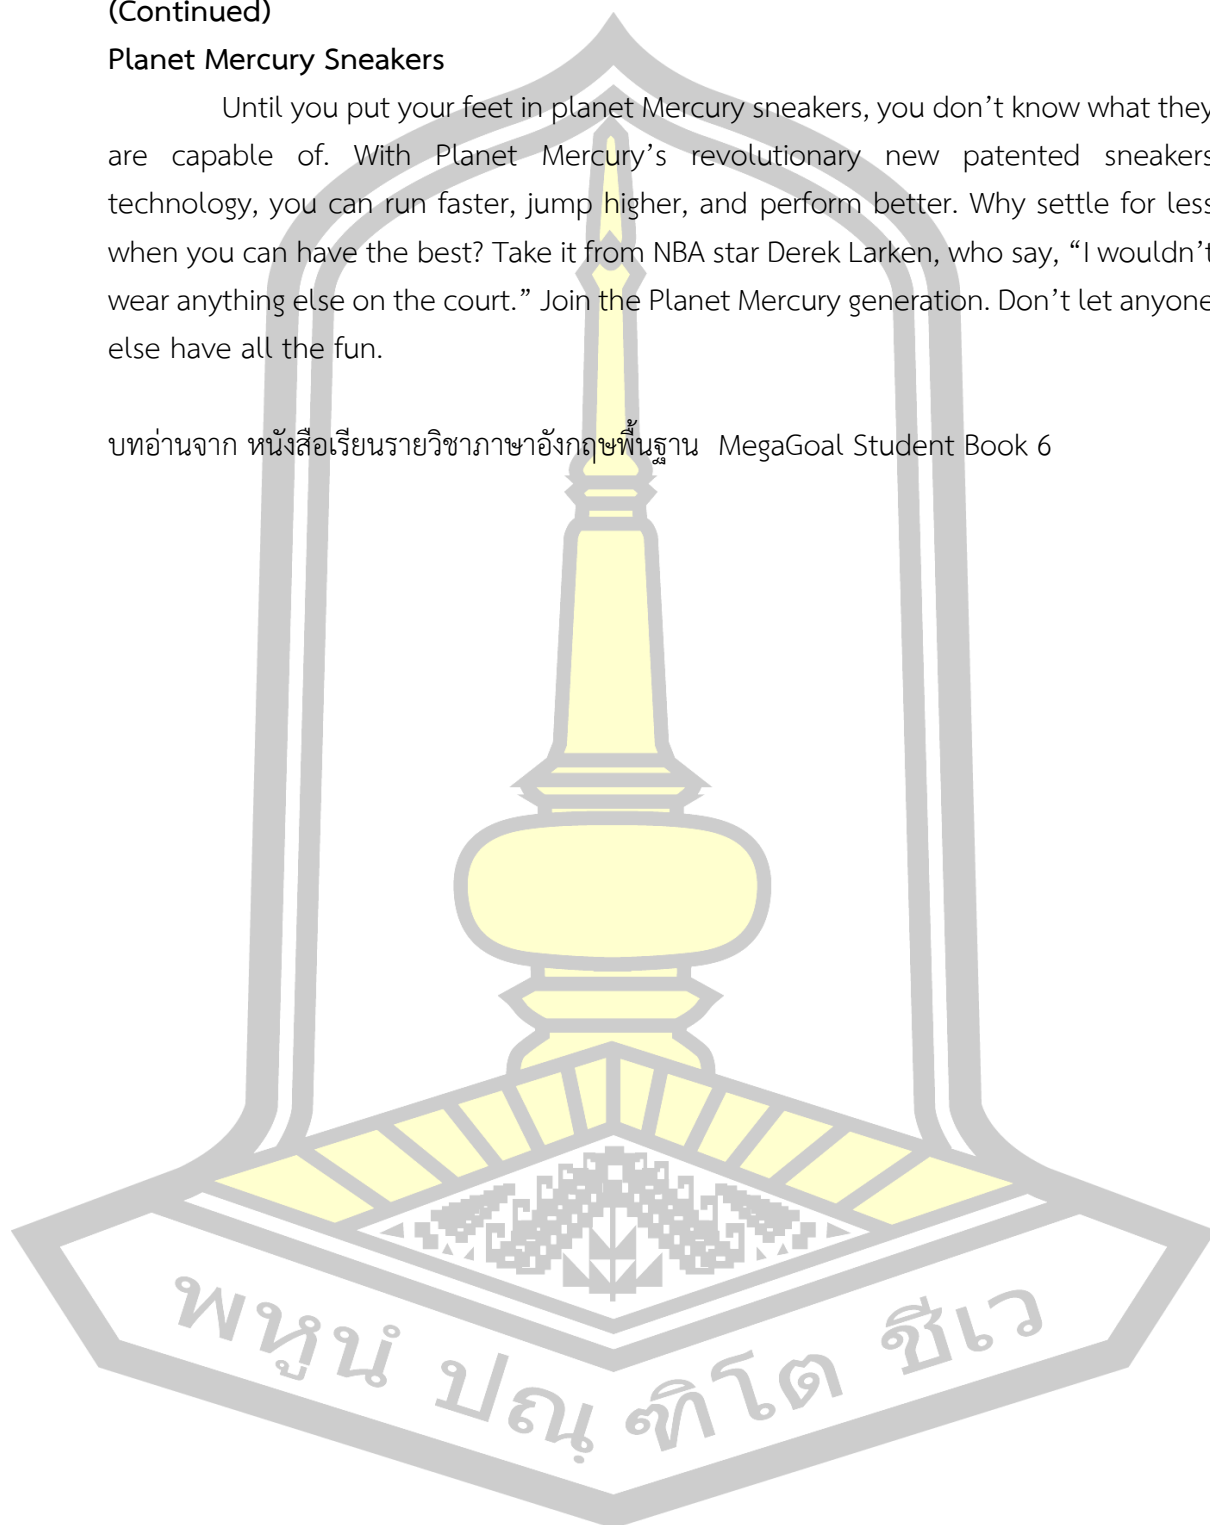 (Continued)
Planet Mercury Sneakers
Until you put your feet in planet Mercury sneakers, you don’t know what they
are capable of. With Planet Mercury’s revolutionary new patented sneakers
technology, you can run faster, jump higher, and perform better. Why settle for less
when you can have the best? Take it from NBA star Derek Larken, who say, “I wouldn’t
wear anything else on the court.” Join the Planet Mercury generation. Don’t let anyone
else have all the fun.
บทอ่านจาก หนังสือเรียนรายวิชาภาษาอังกฤษพื้นฐาน MegaGoal Student Book 6
พหูนํ ปณฺฑิโต ชีเว